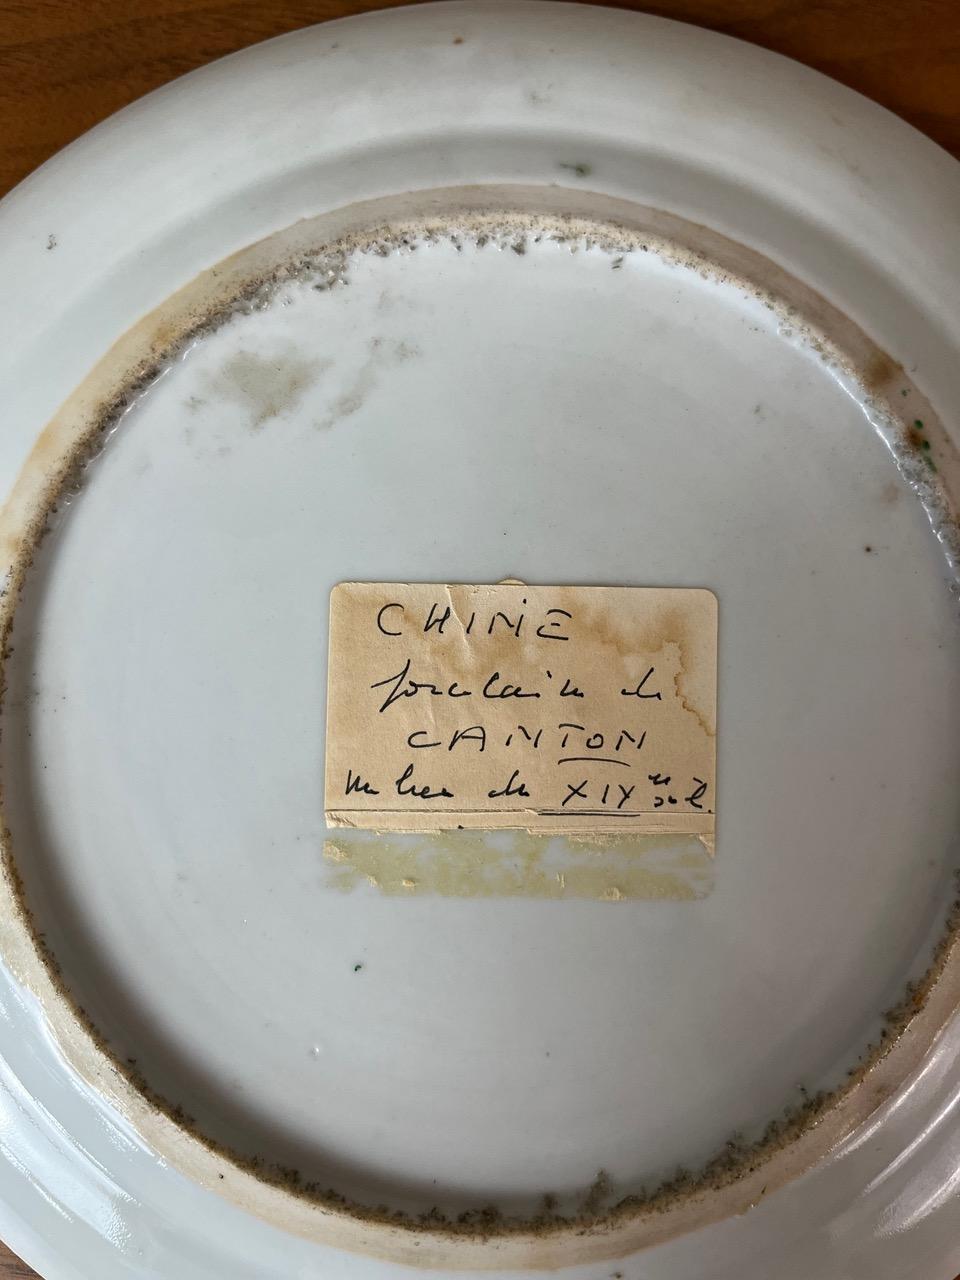 CHINE
porcelaine de
CANTON
milieu du XIXe siècle.